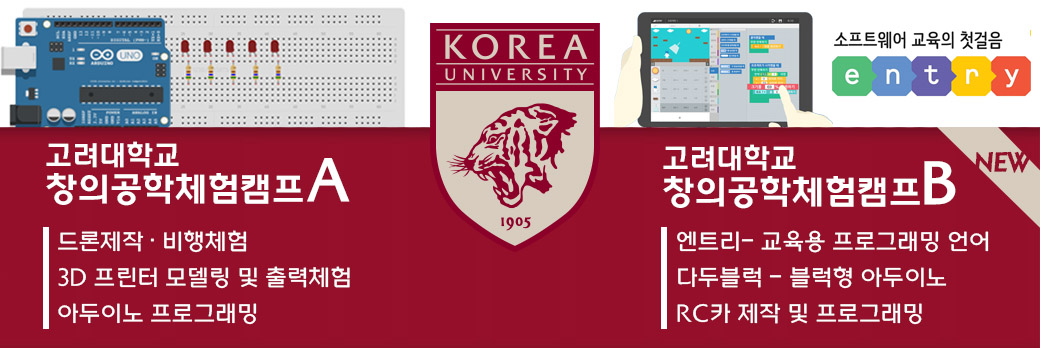 ARDUINO
UNO
KOREA
UNIVERSITY
1905
소프트웨어 교육의 첫걸음
entry
고려대학교
창의공학체험캠프A
드론제작 · 비행체험
3D 프린터 모델링 및 출력체험
아두이노 프로그래밍
고려대학교
창의공학체험캠프B
NEW
엔트리- 교육용 프로그래밍 언어
다두블럭 - 블럭형 아두이노
RC카 제작 및 프로그래밍